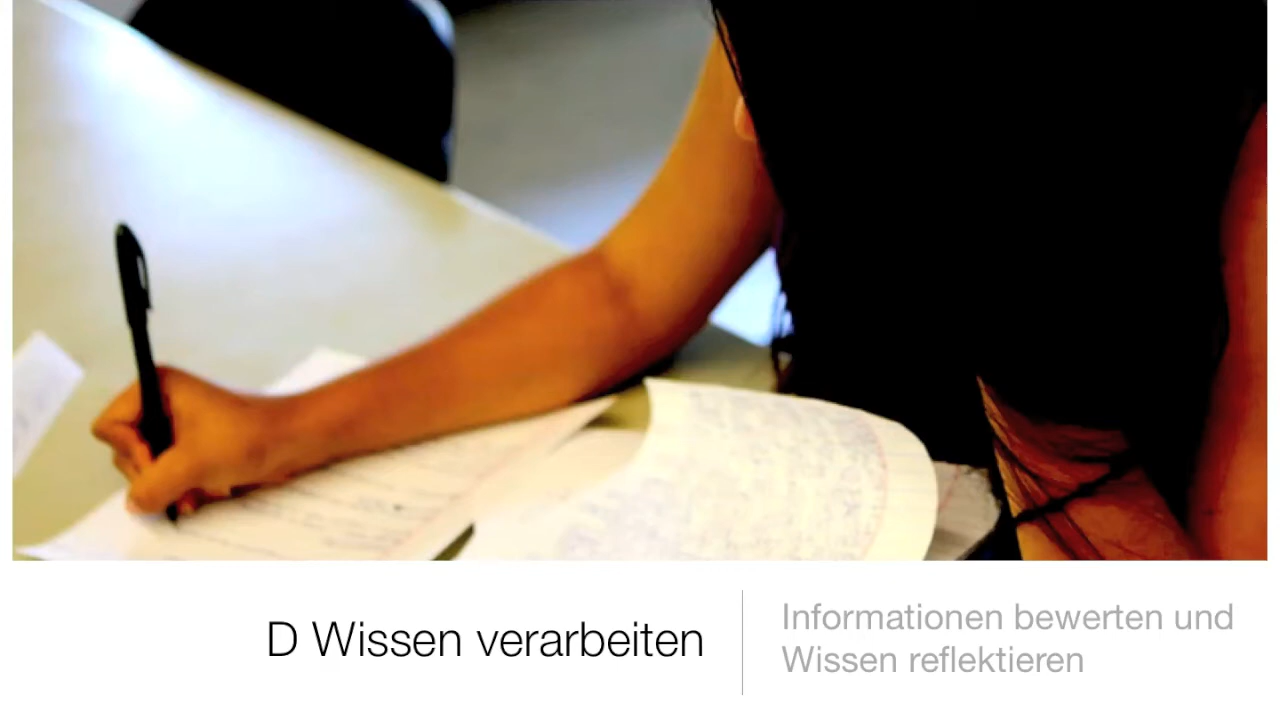 D Wissen verarbeiten
Informationen bewerten und
Wissen reflektieren